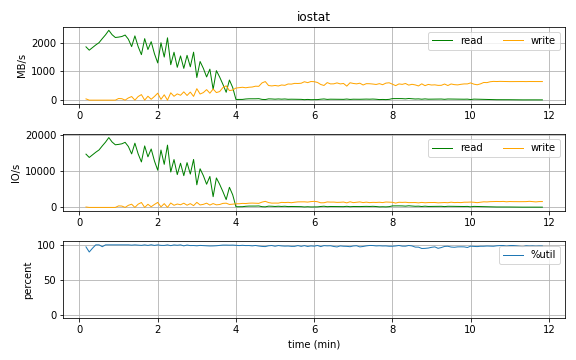 iostat
read write
2000
1000
0
MB/s
0 2 4 6 8 10 12
read write
20000
10000
0
IO/s
0 2 4 6 8 10 12
%util
100
50
0
percent
0 2 4 6 8 10 12
time (min)